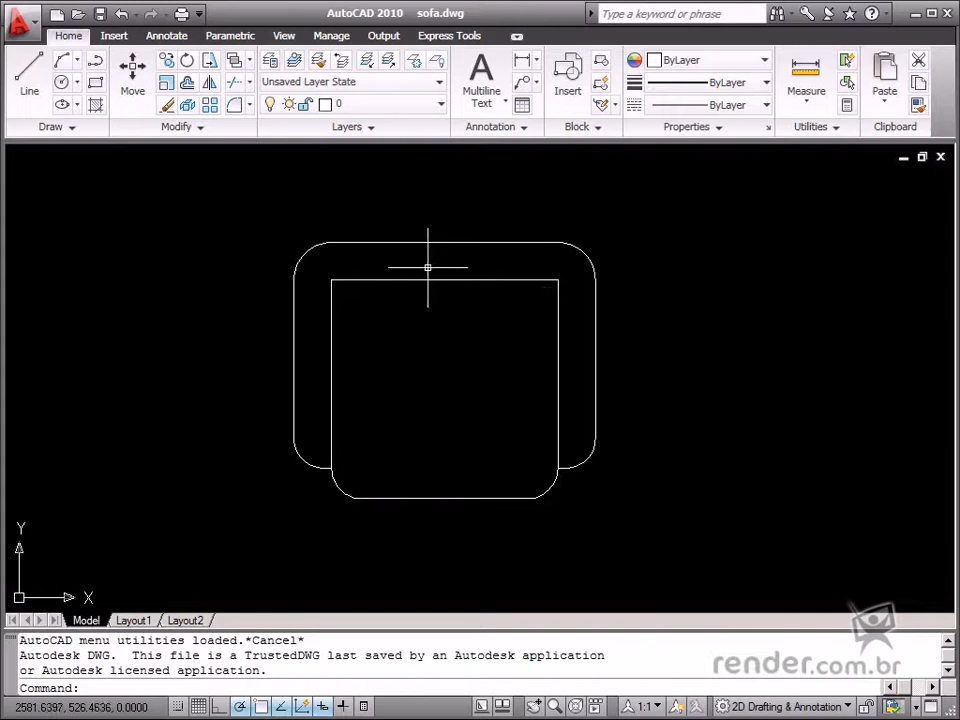 AutoCAD 2010 sofa.dwg
Type a keyword or phrase
Home Insert Annotate Parametric View Manage Output Express Tools
Unsaved Layer State
0
Line
Move
A
Multiline
Text
Insert
ByLayer
ByLayer
ByLayer
Measure
Paste
Draw Modify Layers Annotation Block Properties Utilities Clipboard
Y
X
Model Layout1 Layout2
AutoCAD menu utilities loaded.*Cancel*
Autodesk DWG. This file is a TrustedDWG last saved by an Autodesk application
or Autodesk licensed application.
Command:
render.com.br
2581.6397, 526.4636, 0.0000
1:1
2D Drafting & Annotation